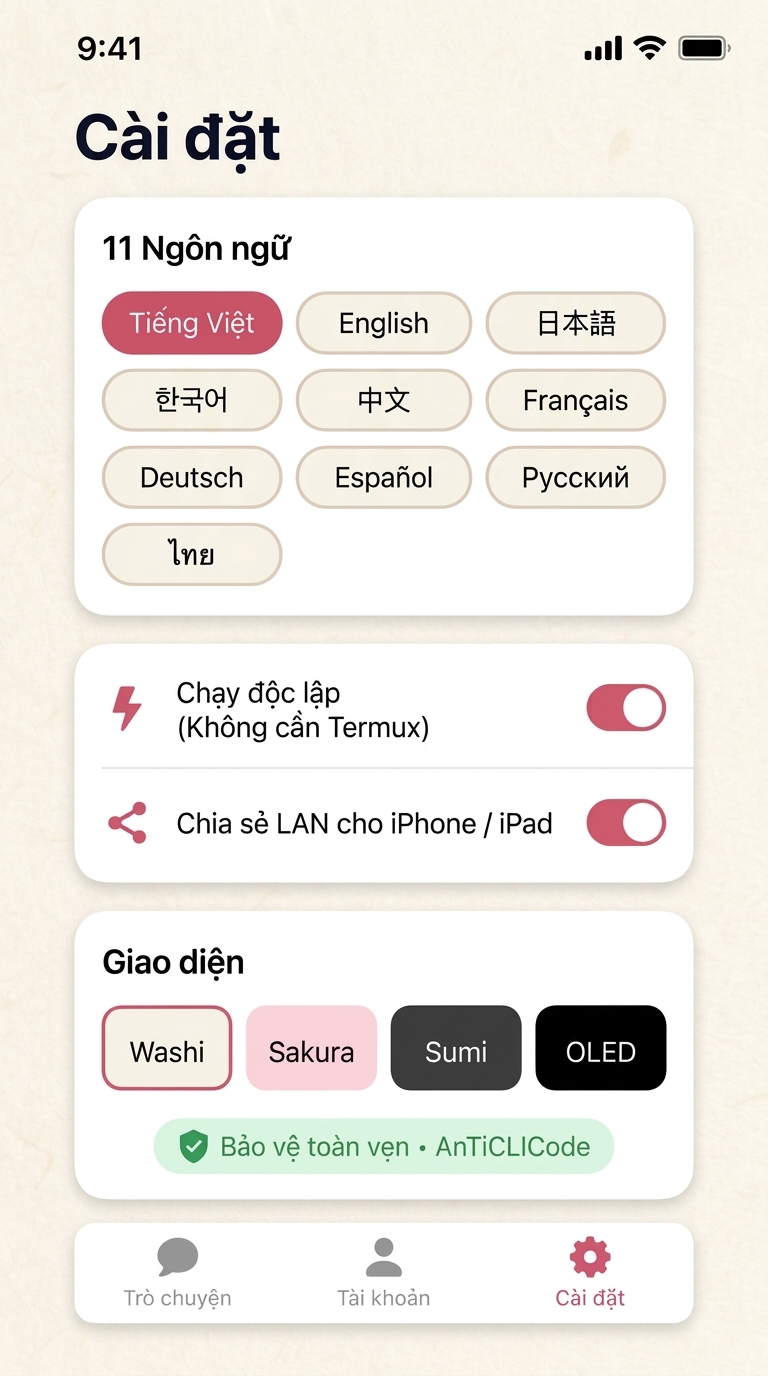 9:41
Cài đặt
11 Ngôn ngữ
Tiếng Việt English 日本語
한국어 中文 Français
Deutsch Español Русский
ไทย
Chạy độc lập
(Không cần Termux)
Chia sẻ LAN cho iPhone / iPad
Giao diện
Washi Sakura Sumi OLED
Bảo vệ toàn vẹn • AnTiCLICode
Trò chuyện Tài khoản Cài đặt